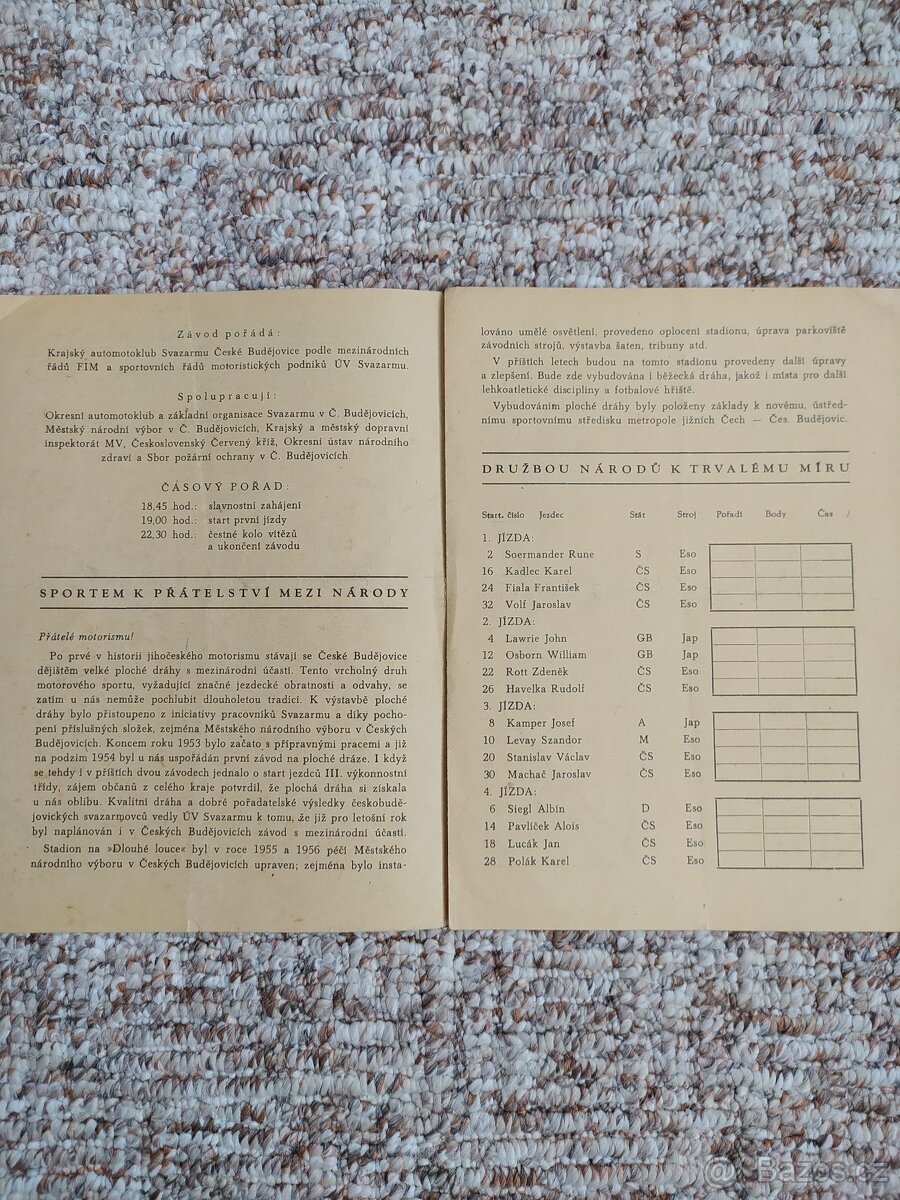 Závod pořádá:
Krajský automotoklub Svazarmu České Budějovice podle mezinárodních
řádů FIM a sportovních řádů motoristických podniků ÚV Svazarmu.
Spolupracují:
Okresní automotoklub a základní organisace Svazarmu v Č. Budějovicích,
Městský národní výbor v Č. Budějovicích, Krajský a městský dopravní
inspektorát MV, Československý Červený kříž, Okresní ústav národního
zdraví a Sbor požární ochrany v Č. Budějovicích.
ČASOVÝ POŘAD:
18,45 hod.: slavnostní zahájení
19,00 hod.: start první jízdy
22,30 hod.: čestné kolo vítězů
a ukončení závodu
SPORTEM K PŘÁTELSTVÍ MEZI NÁRODY
Přátelé motorismu!
Po prvé v historii jihočeského motorismu stávají se České Budějovice
dějištěm velké ploché dráhy s mezinárodní účastí. Tento vrcholný druh
motorového sportu, vyžadující značné jezdecké obratnosti a odvahy, se
zatím u nás nemůže pochlubit dlouholetou tradicí. K výstavbě ploché
dráhy bylo přistoupeno z iniciativy pracovníků Svazarmu a díky pocho-
pení příslušných složek, zejména Městského národního výboru v Českých
Budějovicích. Koncem roku 1953 bylo začato s přípravnými pracemi a již
na podzim 1954 byl u nás uspořádán první závod na ploché dráze. I když
se tehdy i v příštích dvou závodech jednalo o start jezdců III. výkonnostní
třídy, zájem občanů z celého kraje potvrdil, že plochá dráha si získala
u nás oblibu. Kvalitní dráha a dobré pořadatelské výsledky českobudě-
jovických svazarmovců vedly ÚV Svazarmu k tomu, že již pro letošní rok
byl naplánován i v Českých Budějovicích závod s mezinárodní účastí.
Stadion na »Dlouhé louce« byl v roce 1955 a 1956 péčí Městského
národního výboru v Českých Budějovicích upraven; zejména bylo insta-
lováno umělé osvětlení, provedeno oplocení stadionu, úprava parkoviště
závodních strojů, výstavba šaten, tribuny atd.
V příštích letech budou na tomto stadionu provedeny další úpravy
a zlepšení. Bude zde vybudována i běžecká dráha, jakož i místa pro další
lehkoatletické disciplíny a fotbalové hřiště.
Vybudováním ploché dráhy byly položeny základy k novému, ústřed-
nímu sportovnímu středisku metropole jižních Čech — Čes. Budějovic.
DRUŽBOU NÁRODŮ K TRVALÉMU MÍRU
Start. číslo Jezdec Stát Stroj Pořadí Body Čas
1. JÍZDA:
2 Soermander Rune S Eso
16 Kadlec Karel ČS Eso
24 Fiala František ČS Eso
32 Volf Jaroslav ČS Eso
2. JÍZDA:
4 Lawrie John GB Jap
12 Osborn William GB Jap
22 Rott Zdeněk ČS Eso
26 Havelka Rudolf ČS Eso
3. JÍZDA:
8 Kamper Josef A Jap
10 Levay Szandor M Eso
20 Stanislav Václav ČS Eso
30 Machač Jaroslav ČS Eso
4. JÍZDA:
6 Siegl Albín D Eso
14 Pavlíček Alois ČS Eso
18 Lucák Jan ČS Eso
28 Polák Karel ČS Eso
@ Bazos.cz